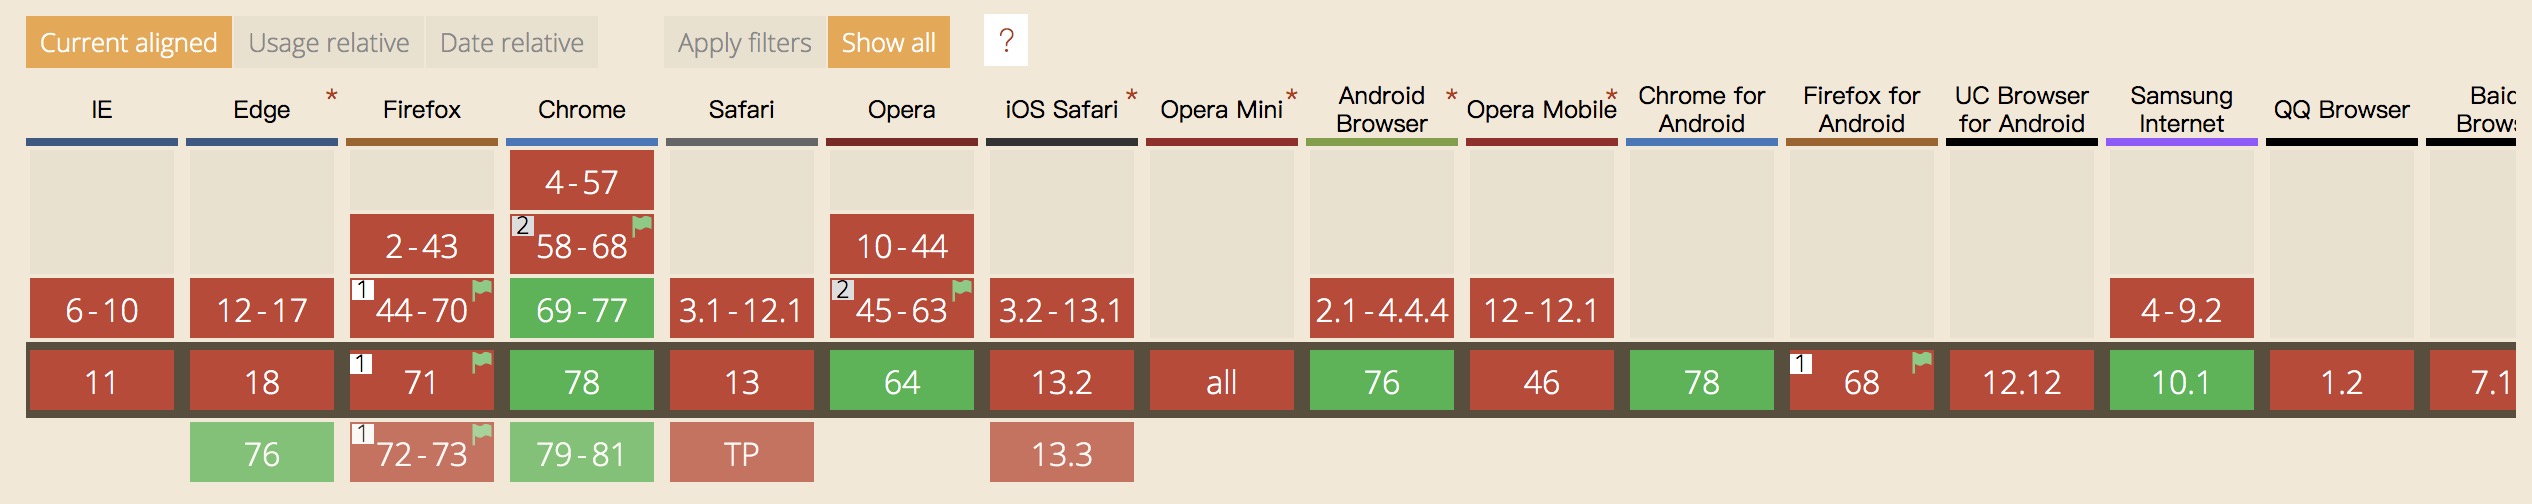 Current aligned Usage relative Date relative Apply filters Show all ?
IE Edge * Firefox Chrome Safari Opera iOS Safari * Opera Mini * Android Browser * Opera Mobile * Chrome for Android Firefox for Android UC Browser for Android Samsung Internet QQ Browser Baid Brows
4-57
2-43 2 58-68 10-44
6-10 12-17 1 44-70 69-77 3.1-12.1 2 45-63 3.2-13.1 2.1-4.4.4 12-12.1 4-9.2
11 18 1 71 78 13 64 13.2 all 76 46 78 1 68 12.12 10.1 1.2 7.1
76 1 72-73 79-81 TP 13.3